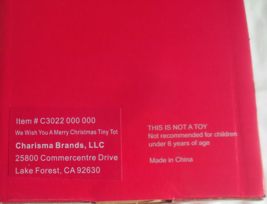 Item # C3022 000 000
We Wish You A Merry Christmas Tiny Tot
Charisma Brands, LLC
25800 Commercentre Drive
Lake Forest, CA 92630
THIS IS NOT A TOY
Not recommended for children
under 6 years of age
Made in China